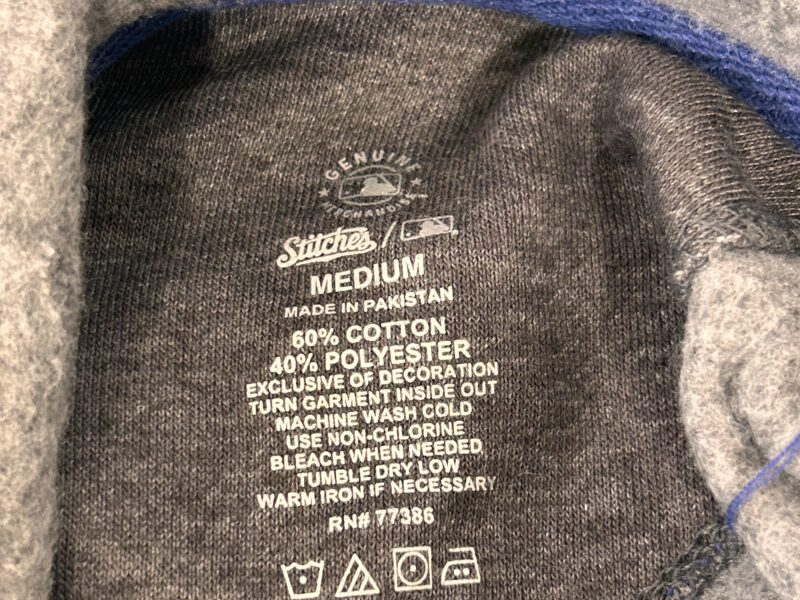 GENUINE
MERCHANDISE
Stitches /
MEDIUM
MADE IN PAKISTAN
60% COTTON
40% POLYESTER
EXCLUSIVE OF DECORATION
TURN GARMENT INSIDE OUT
MACHINE WASH COLD
USE NON-CHLORINE
BLEACH WHEN NEEDED
TUMBLE DRY LOW
WARM IRON IF NECESSARY
RN# 77386